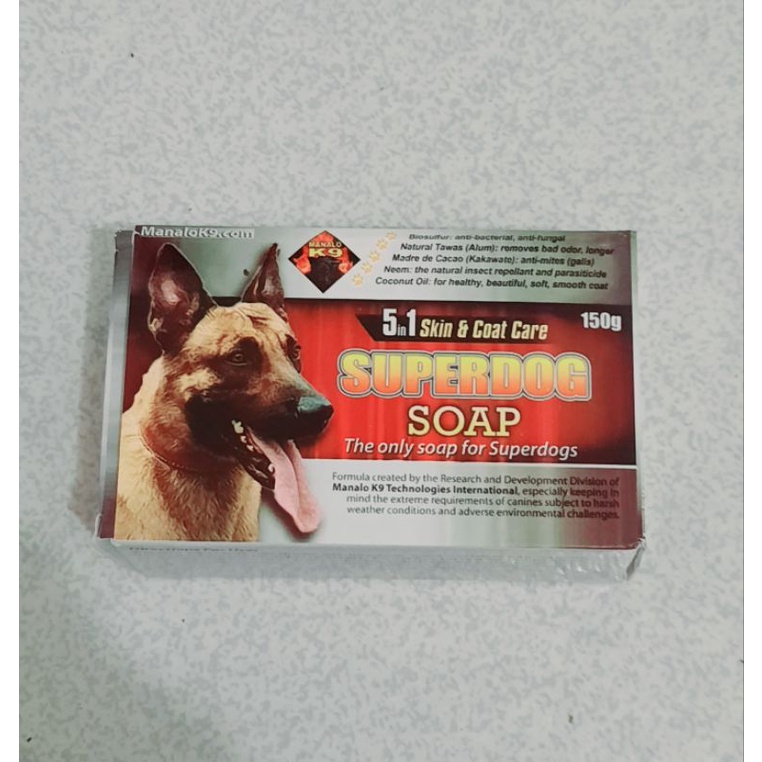 ManaloK9.com
MANALO
K9
Biosulfur: anti-bacterial, anti-fungal
Natural Tawas (Alum): removes bad odor, longer
Madre de Cacao (Kakawate): anti-mites (galis)
Neem: the natural insect repellant and parasiticide
Coconut Oil: for healthy, beautiful, soft, smooth coat
5in1 Skin & Coat Care
150g
SUPERDOG
SOAP
The only soap for Superdogs
Formula created by the Research and Development Division of
Manalo K9 Technologies International, especially keeping in
mind the extreme requirements of canines subject to harsh
weather conditions and adverse environmental challenges.